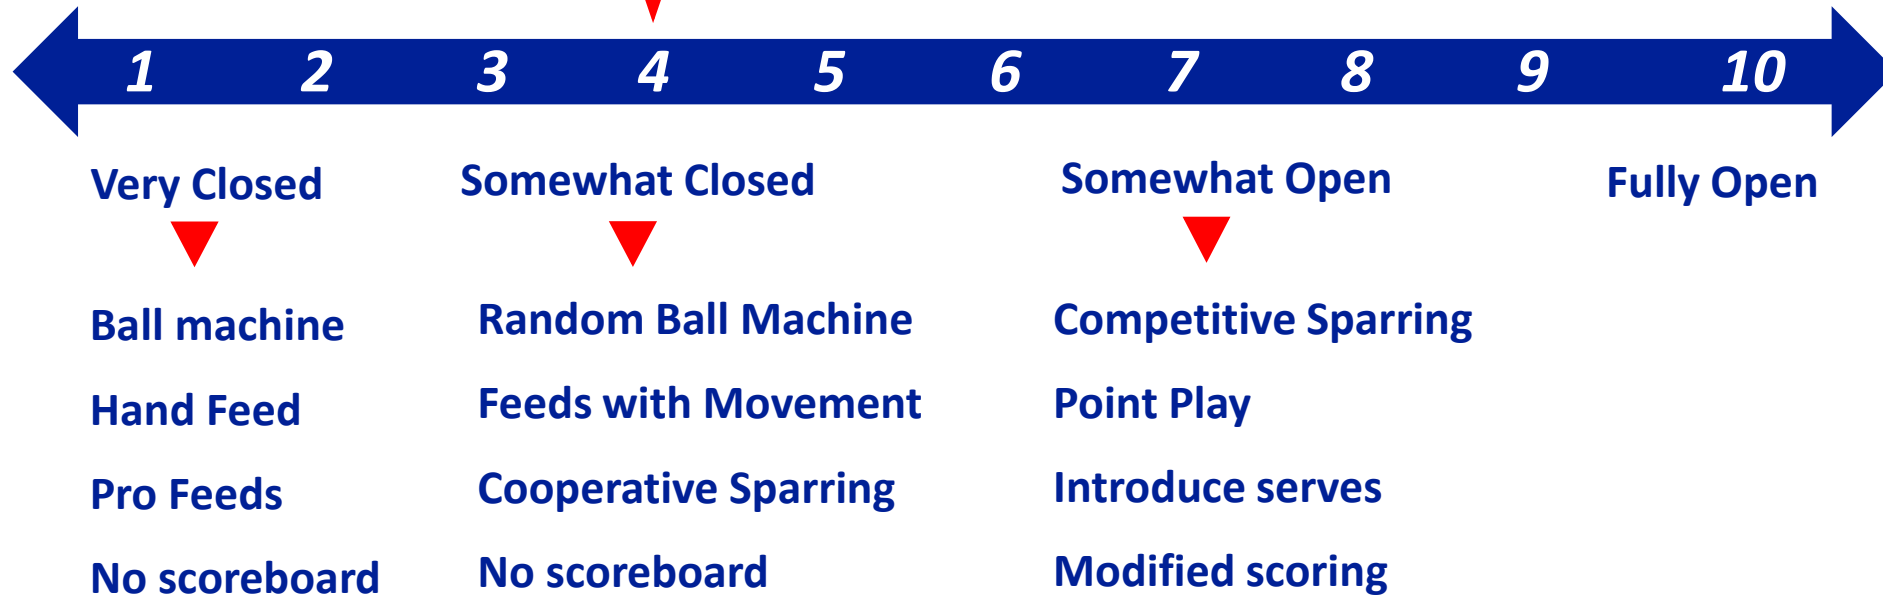 1 2 3 4 5 6 7 8 9 10
Very Closed
Somewhat Closed
Somewhat Open
Fully Open
Ball machine
Hand Feed
Pro Feeds
No scoreboard
Random Ball Machine
Feeds with Movement
Cooperative Sparring
No scoreboard
Competitive Sparring
Point Play
Introduce serves
Modified scoring